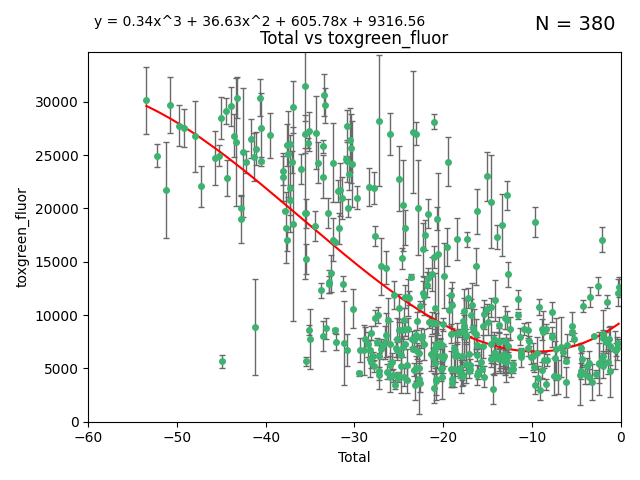 y = 0.34x^3 + 36.63x^2 + 605.78x + 9316.56
N = 380
Total vs toxgreen_fluor
30000
25000
20000
15000
10000
5000
0
toxgreen_fluor
−60 −50 −40 −30 −20 −10 0
Total